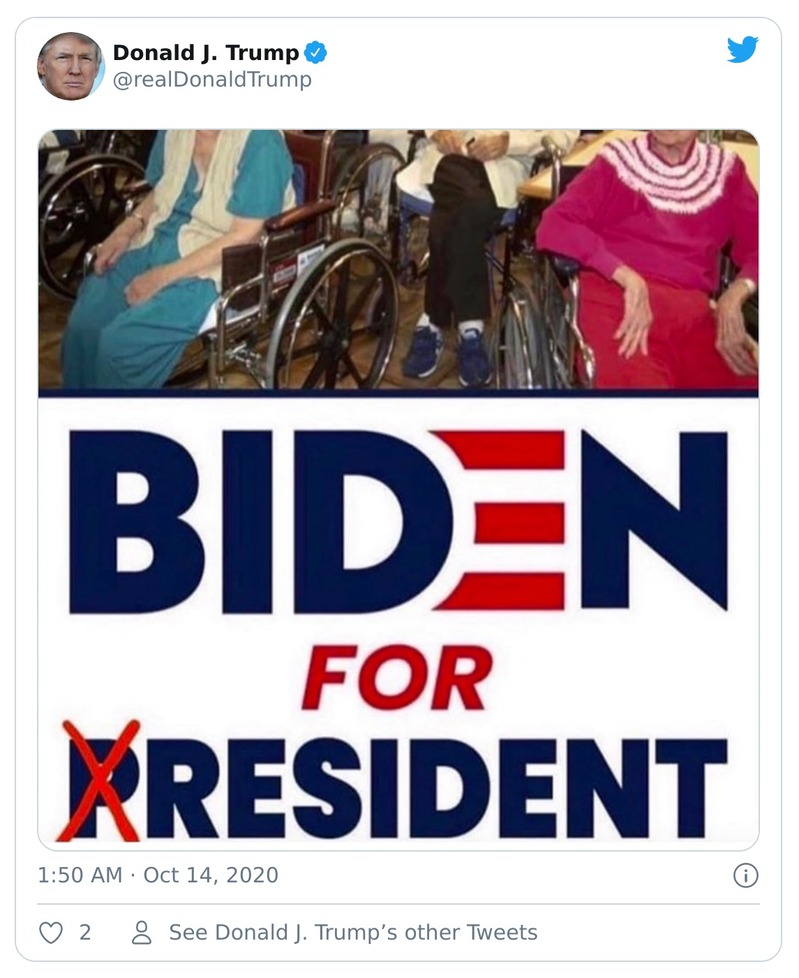 Donald J. Trump
@realDonaldTrump
BIDEN
FOR
PRESIDENT
1:50 AM · Oct 14, 2020
2
See Donald J. Trump’s other Tweets